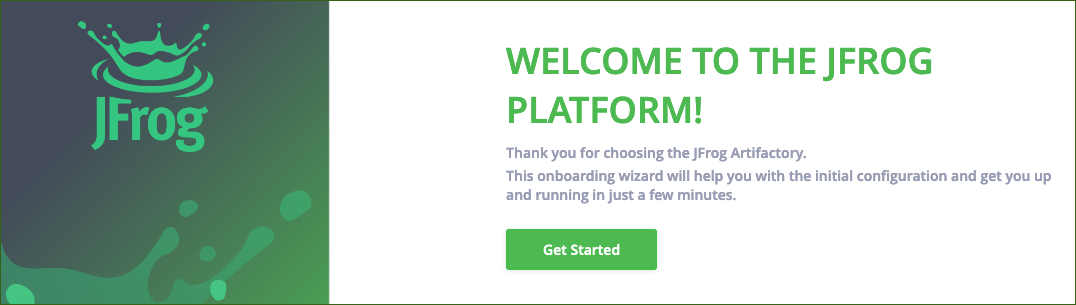 JFrog
WELCOME TO THE JFROG
PLATFORM!
Thank you for choosing the JFrog Artifactory.
This onboarding wizard will help you with the initial configuration and get you up
and running in just a few minutes.
Get Started